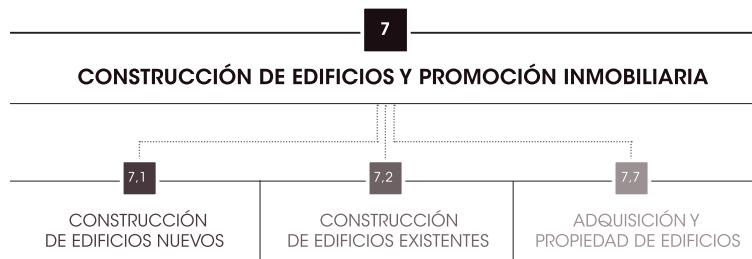 7
CONSTRUCCIÓN DE EDIFICIOS Y PROMOCIÓN INMOBILIARIA
7,1
CONSTRUCCIÓN
DE EDIFICIOS NUEVOS
7,2
CONSTRUCCIÓN
DE EDIFICIOS EXISTENTES
7,7
ADQUISICIÓN Y
PROPIEDAD DE EDIFICIOS